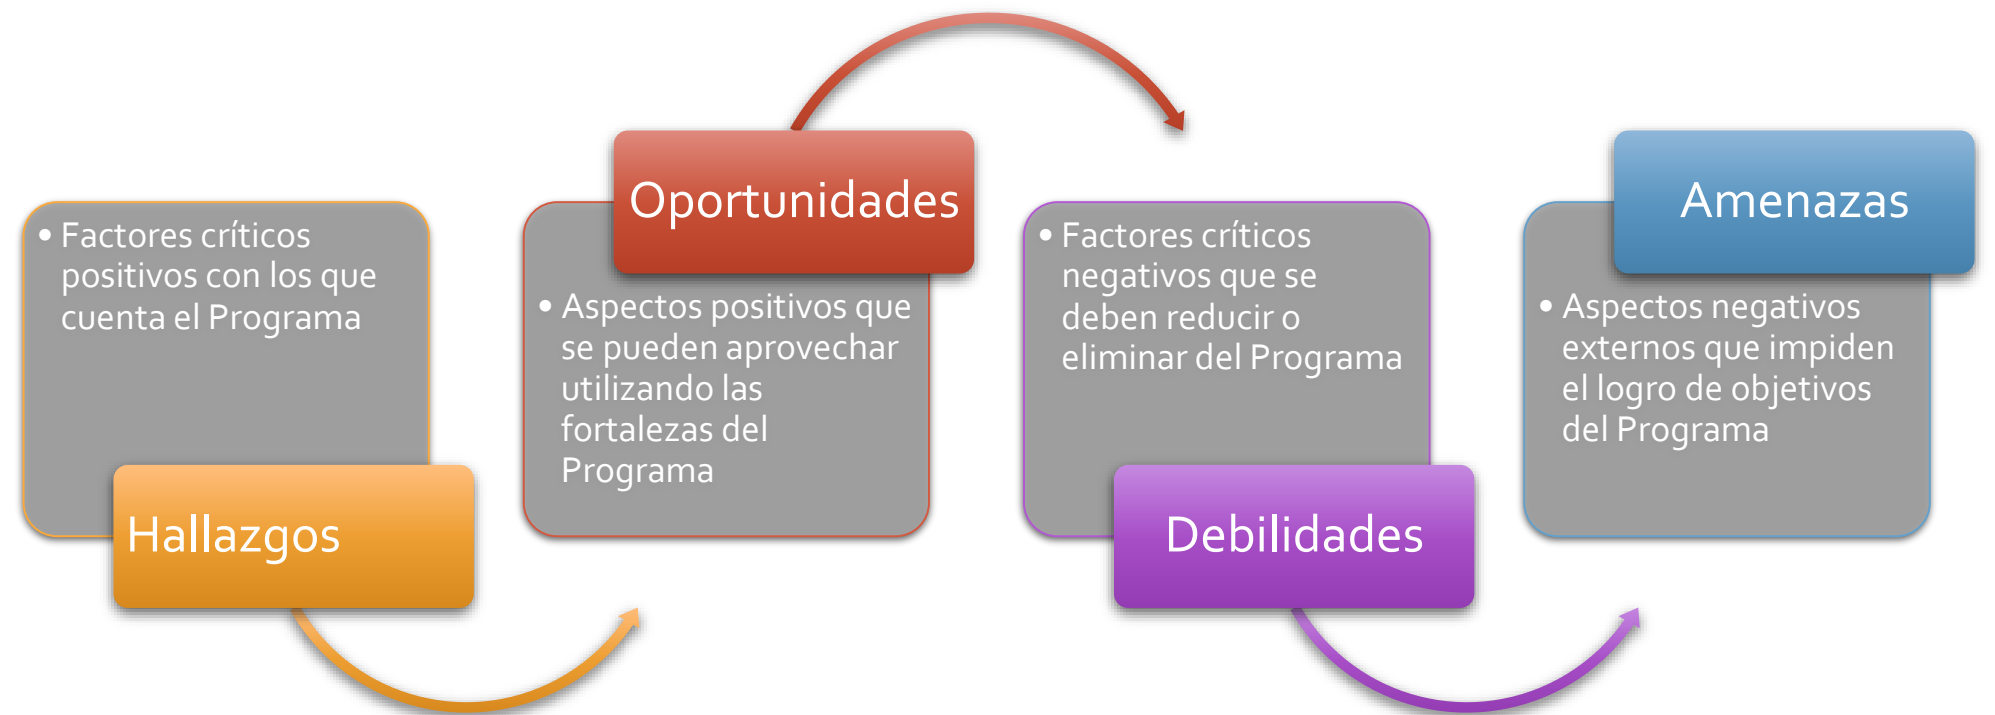 • Factores críticos
positivos con los que
cuenta el Programa
Hallazgos
Oportunidades
• Aspectos positivos que
se pueden aprovechar
utilizando las
fortalezas del
Programa
• Factores críticos
negativos que se
deben reducir o
eliminar del Programa
Debilidades
Amenazas
• Aspectos negativos
externos que impiden
el logro de objetivos
del Programa